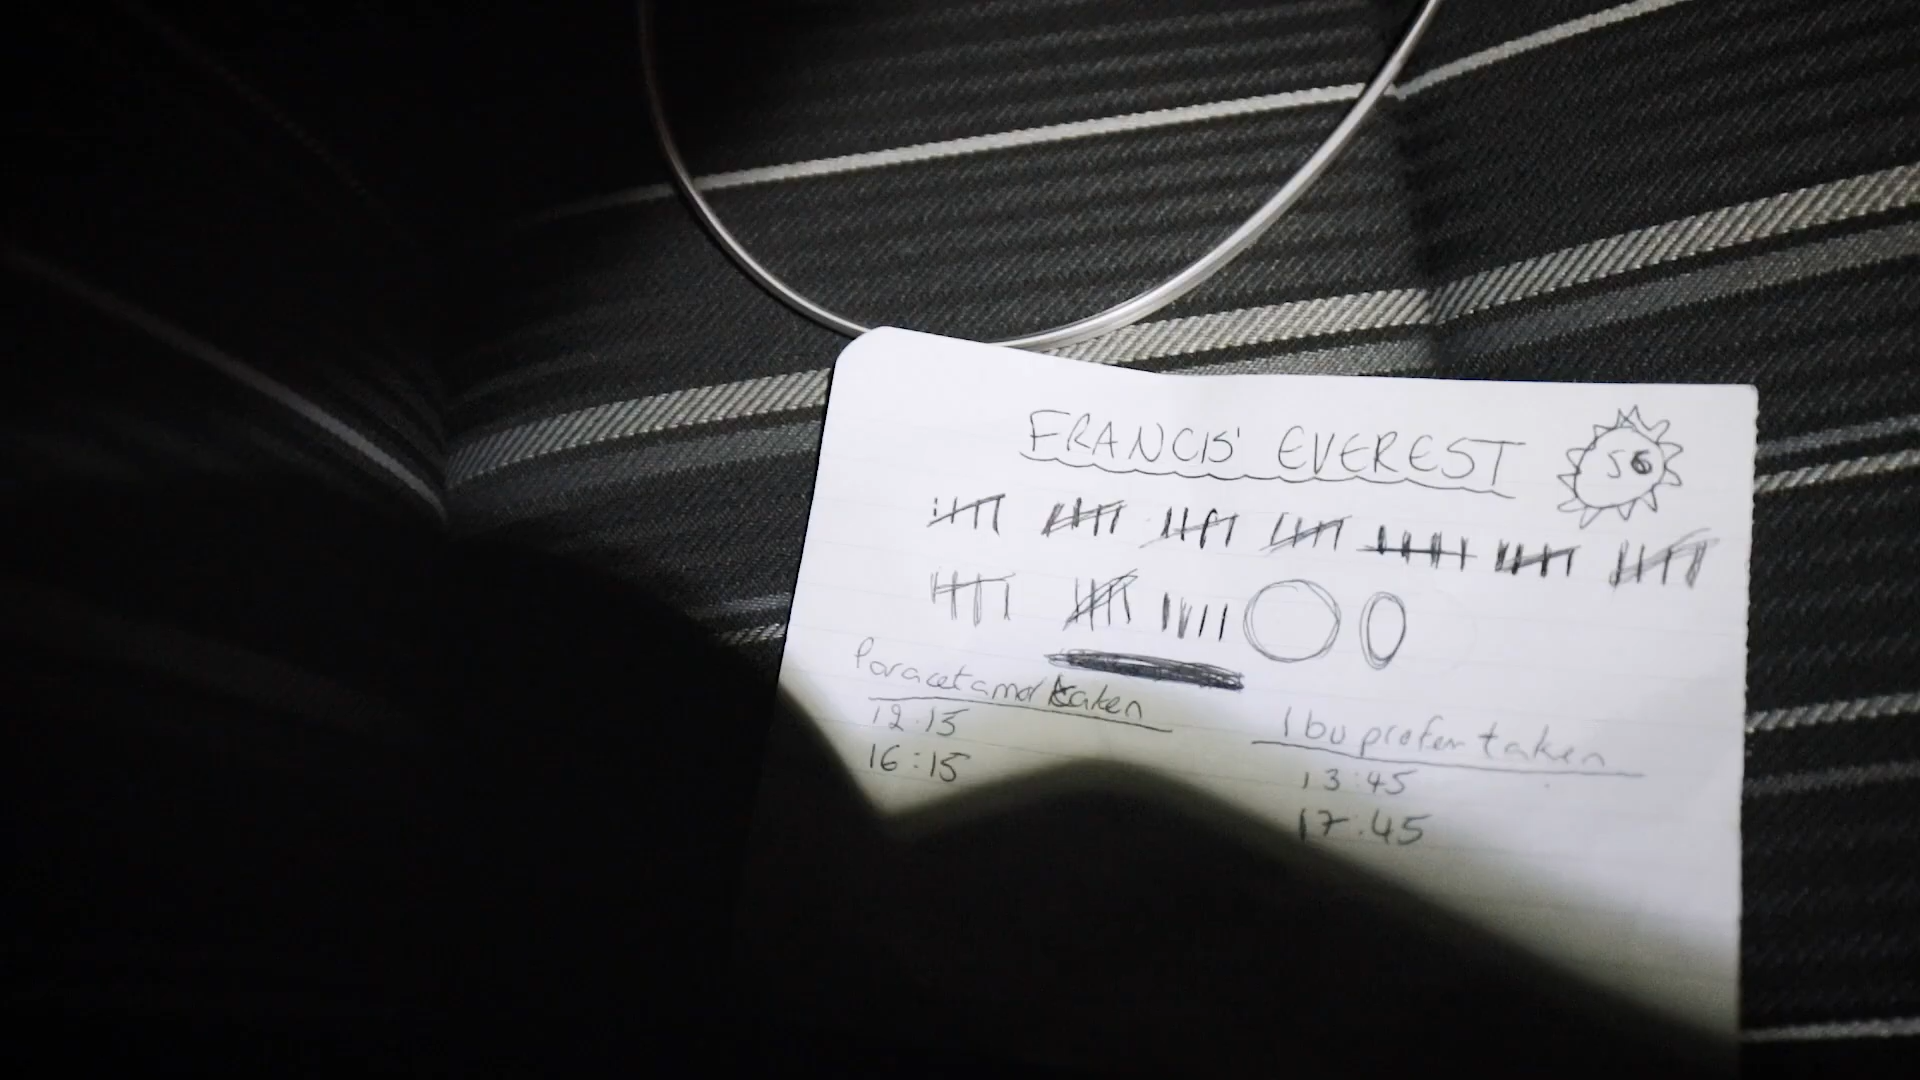 FRANCIS' EVEREST
56
Paracetamol taken
12.15
16:15
Ibuprofen taken
13:45
17:45